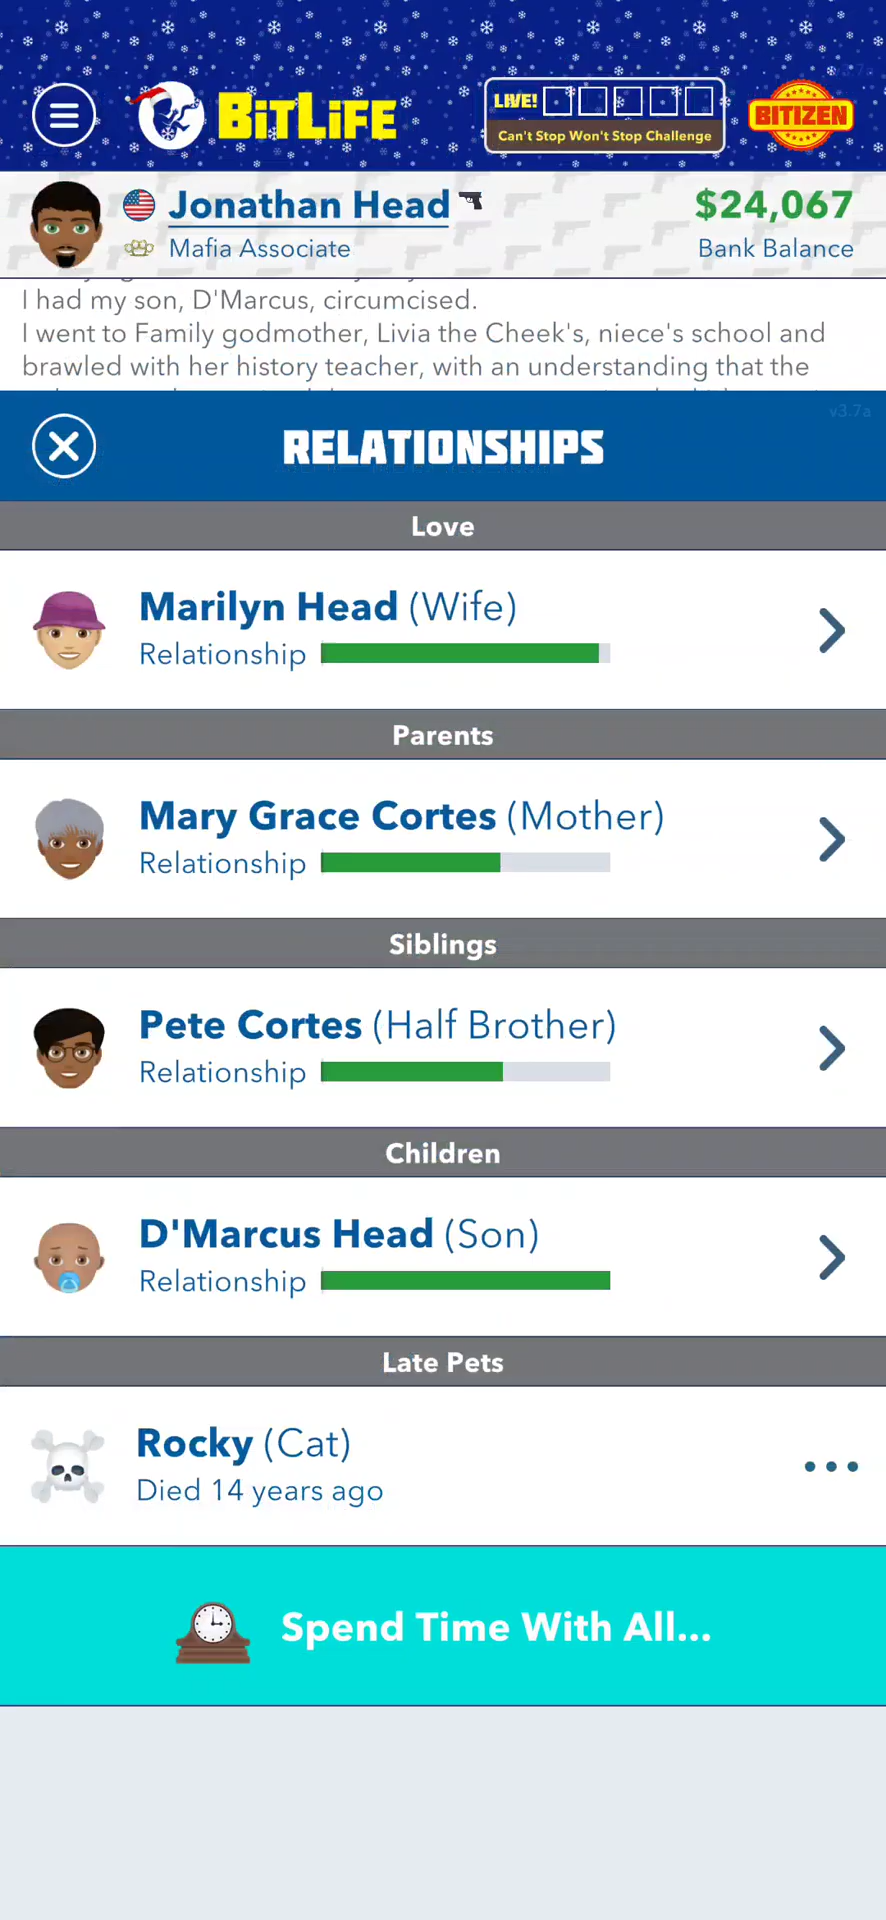 BitLife
LIVE!
Can't Stop Won't Stop Challenge
BITIZEN
Jonathan Head
$24,067
Mafia Associate
Bank Balance
I had my son, D'Marcus, circumcised.
I went to Family godmother, Livia the Cheek's, niece's school and
brawled with her history teacher, with an understanding that the
v3.7a
RELATIONSHIPS
Love
Marilyn Head (Wife)
Relationship
Parents
Mary Grace Cortes (Mother)
Relationship
Siblings
Pete Cortes (Half Brother)
Relationship
Children
D'Marcus Head (Son)
Relationship
Late Pets
Rocky (Cat)
Died 14 years ago
Spend Time With All...